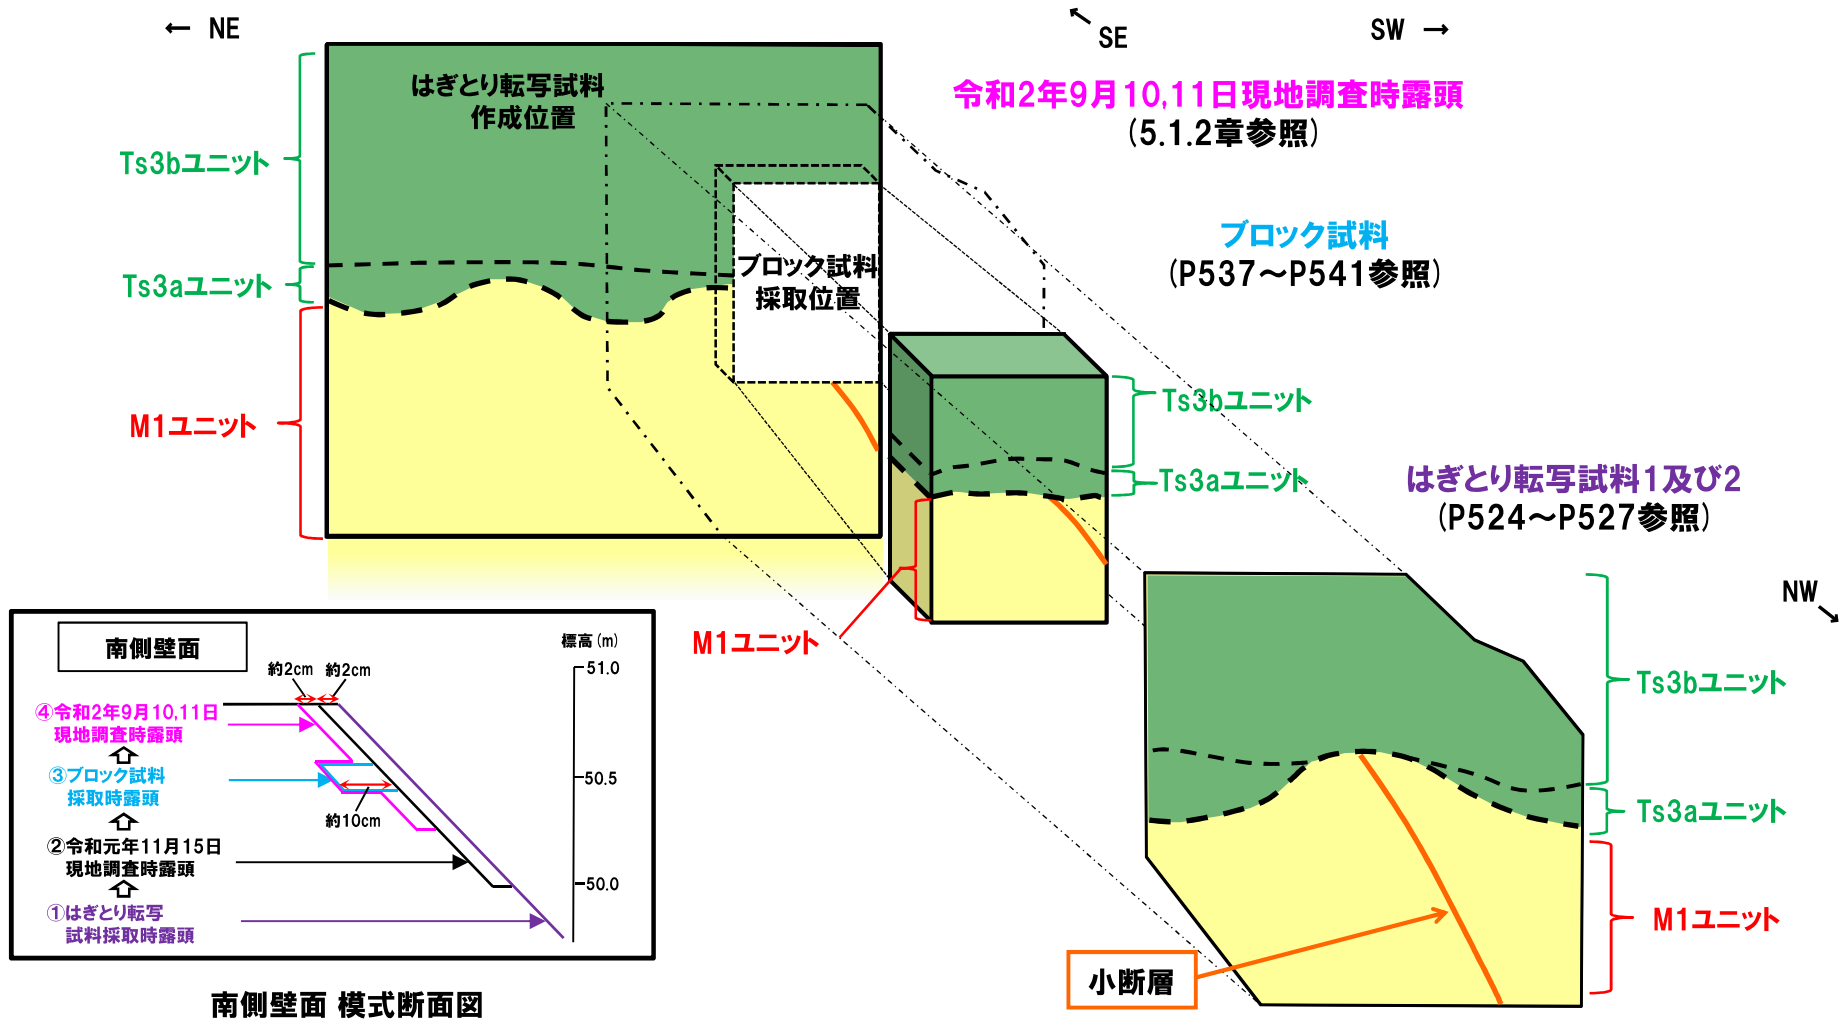 ← NE
SE
SW →
はぎとり転写試料
作成位置
令和2年9月10,11日現地調査時露頭
(5.1.2章参照)
Ts3bユニット
ブロック試料
(P537～P541参照)
ブロック試料
採取位置
Ts3aユニット
M1ユニット
Ts3bユニット
Ts3aユニット
はぎとり転写試料1及び2
(P524～P527参照)
M1ユニット
NW
Ts3bユニット
Ts3aユニット
M1ユニット
小断層
南側壁面
標高(m)
約2cm
約2cm
51.0
④令和2年9月10,11日
現地調査時露頭
③ブロック試料
採取時露頭
50.5
約10cm
②令和元年11月15日
現地調査時露頭
50.0
①はぎとり転写
試料採取時露頭
南側壁面 模式断面図